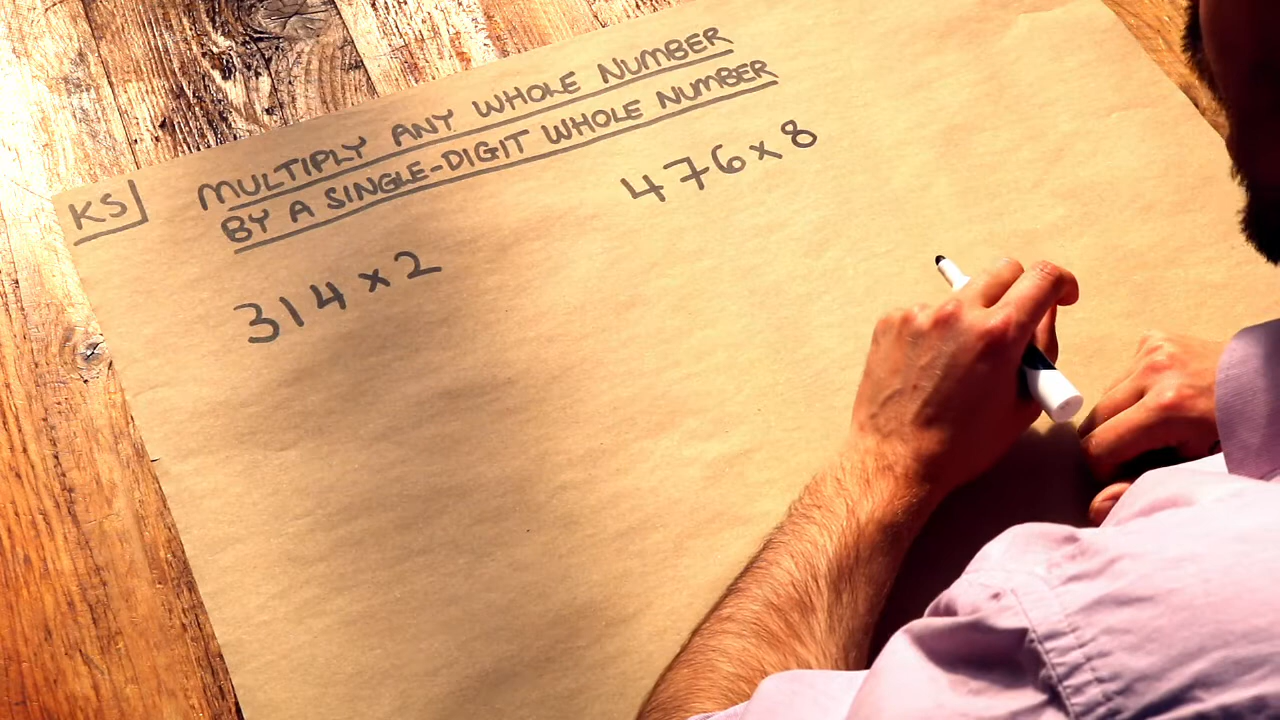 KS
MULTIPLY ANY WHOLE NUMBER
BY A SINGLE-DIGIT WHOLE NUMBER
314 × 2
476 × 8